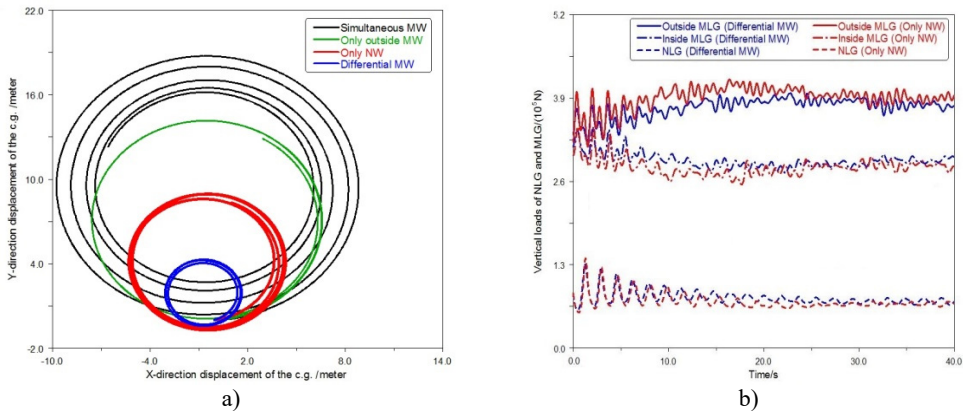 22.0
16.0
10.0
4.0
-2.0
-10.0 -4.0 2.0 8.0 14.0
Y-direction displacement of the c.g. /meter
X-direction displacement of the c.g. /meter
Simultaneous MW
Only outside MW
Only NW
Differential MW
a)
Outside MLG (Differential MW) Outside MLG (Only NW)
Inside MLG (Differential MW) Inside MLG (Only NW)
NLG (Differential MW) NLG (Only NW)
5.2
3.9
2.6
1.3
0.0
0.0 10.0 20.0 30.0 40.0
Vertical loads of NLG and MLG/(10⁵N)
Time/s
b)